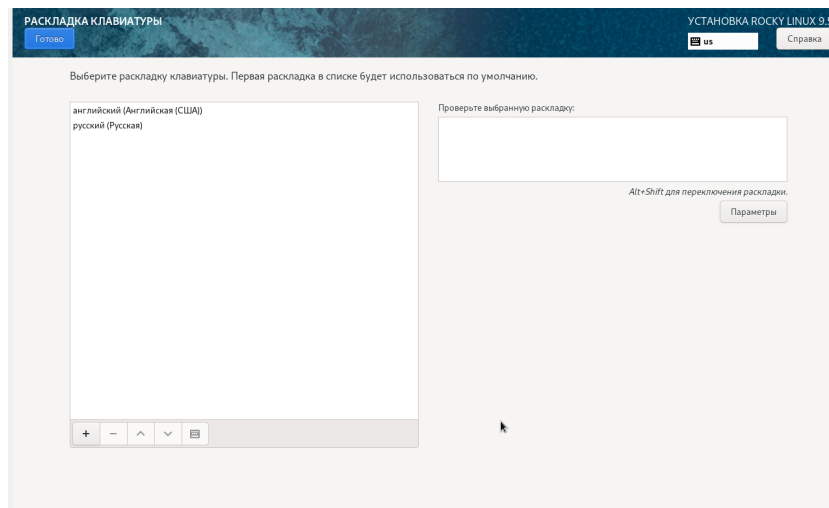 РАСКЛАДКА КЛАВИАТУРЫ
УСТАНОВКА ROCKY LINUX 9.5
Готово
us
Справка
Выберите раскладку клавиатуры. Первая раскладка в списке будет использоваться по умолчанию.
английский (Английская (США))
русский (Русская)
Проверьте выбранную раскладку:
Alt+Shift для переключения раскладки.
Параметры